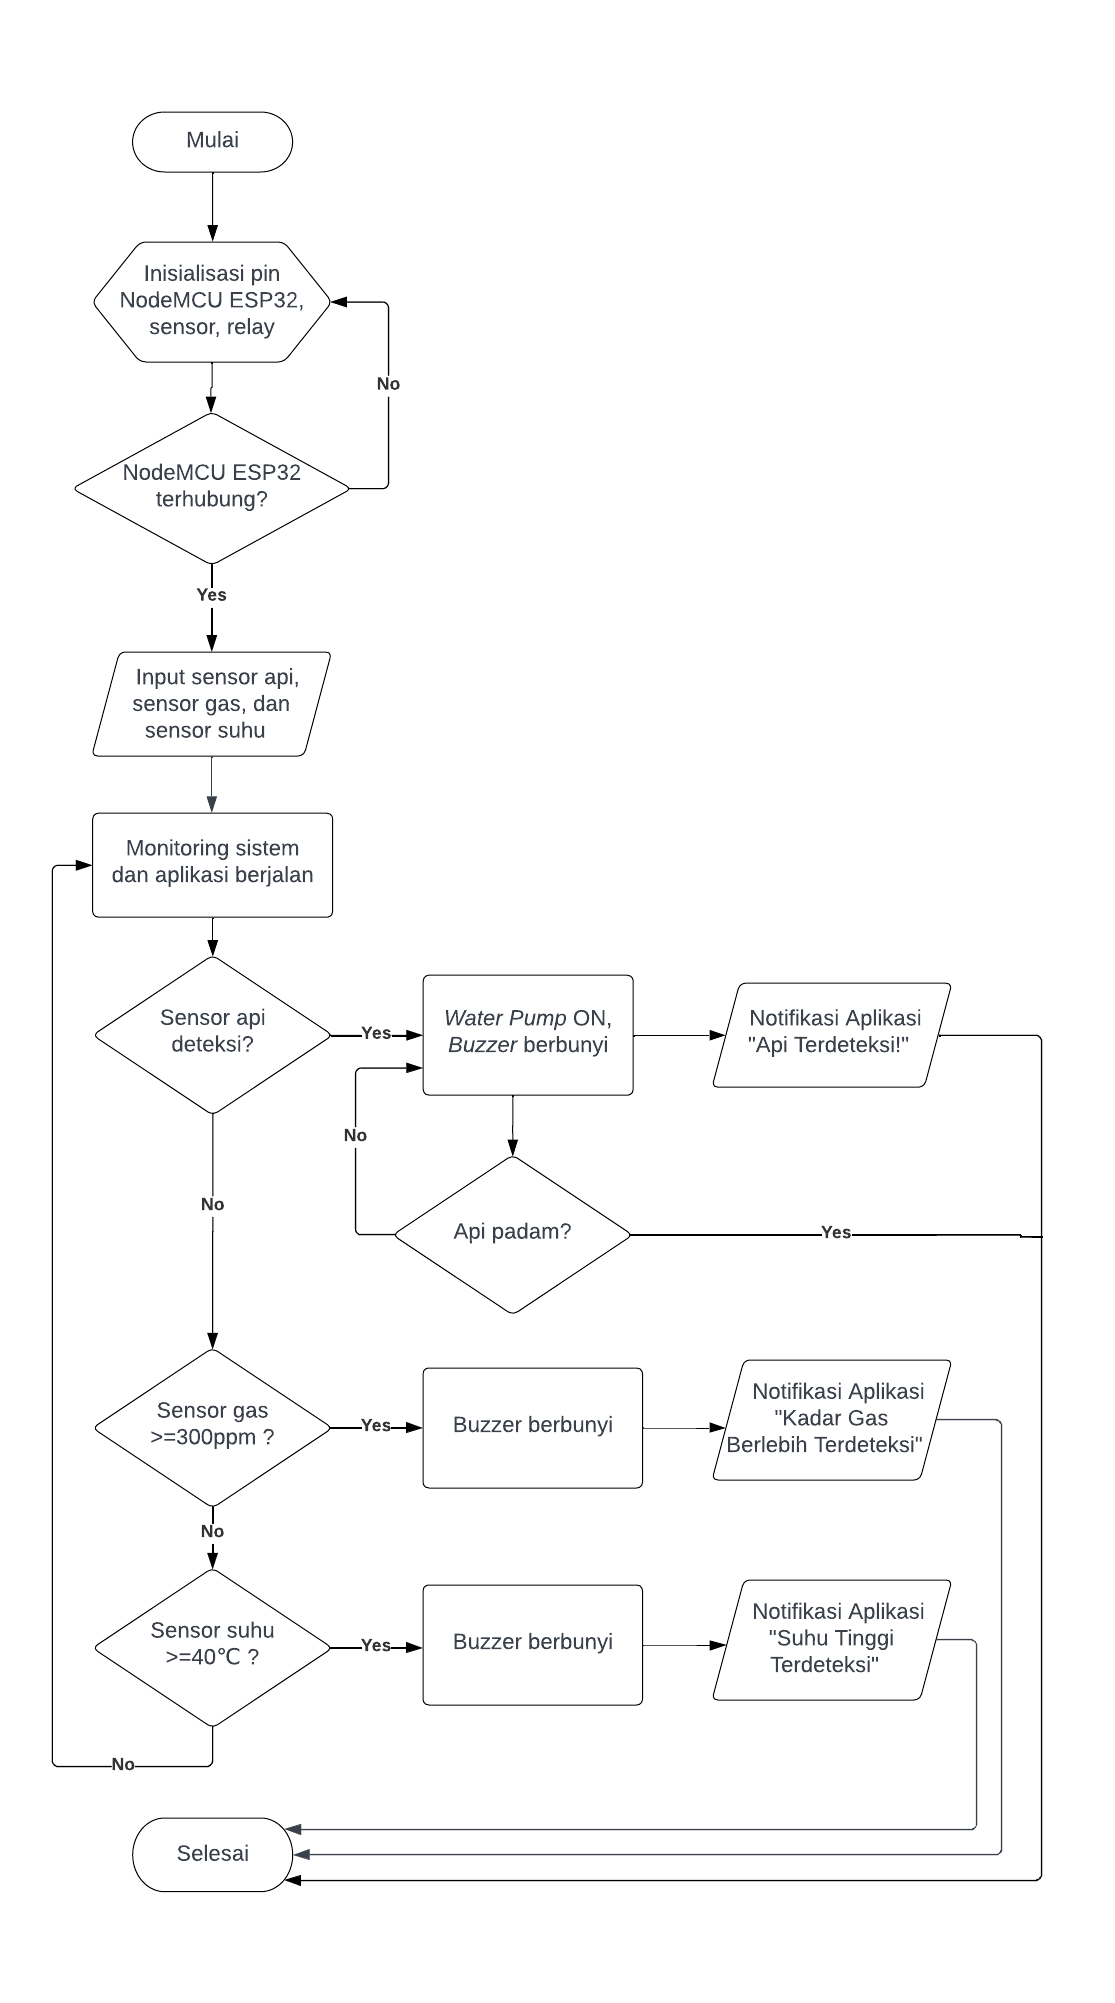 Mulai
Inisialisasi pin
NodeMCU ESP32,
sensor, relay
No
NodeMCU ESP32
terhubung?
Yes
Input sensor api,
sensor gas, dan
sensor suhu
Monitoring sistem
dan aplikasi berjalan
Sensor api
deteksi?
Yes
Water Pump ON,
Buzzer berbunyi
Notifikasi Aplikasi
"Api Terdeteksi!"
No
No
Api padam?
Yes
Sensor gas
>=300ppm ?
Yes
Buzzer berbunyi
Notifikasi Aplikasi
"Kadar Gas
Berlebih Terdeteksi"
No
Sensor suhu
>=40℃ ?
Yes
Buzzer berbunyi
Notifikasi Aplikasi
"Suhu Tinggi
Terdeteksi"
No
Selesai